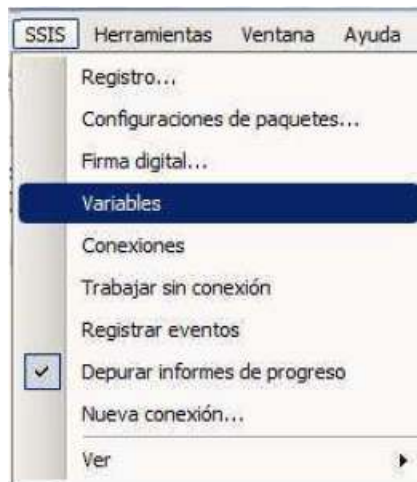 SSIS Herramientas Ventana Ayuda
Registro...
Configuraciones de paquetes...
Firma digital...
Variables
Conexiones
Trabajar sin conexión
Registrar eventos
Depurar informes de progreso
Nueva conexión...
Ver